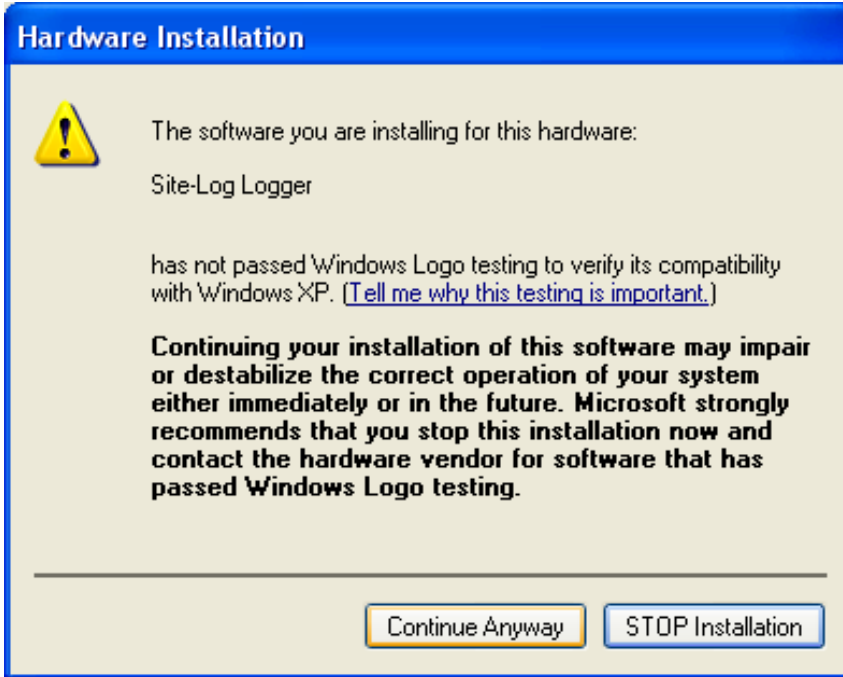 Hardware Installation
The software you are installing for this hardware:
Site-Log Logger
has not passed Windows Logo testing to verify its compatibility
with Windows XP. (Tell me why this testing is important.)
Continuing your installation of this software may impair
or destabilize the correct operation of your system
either immediately or in the future. Microsoft strongly
recommends that you stop this installation now and
contact the hardware vendor for software that has
passed Windows Logo testing.
Continue Anyway
STOP Installation